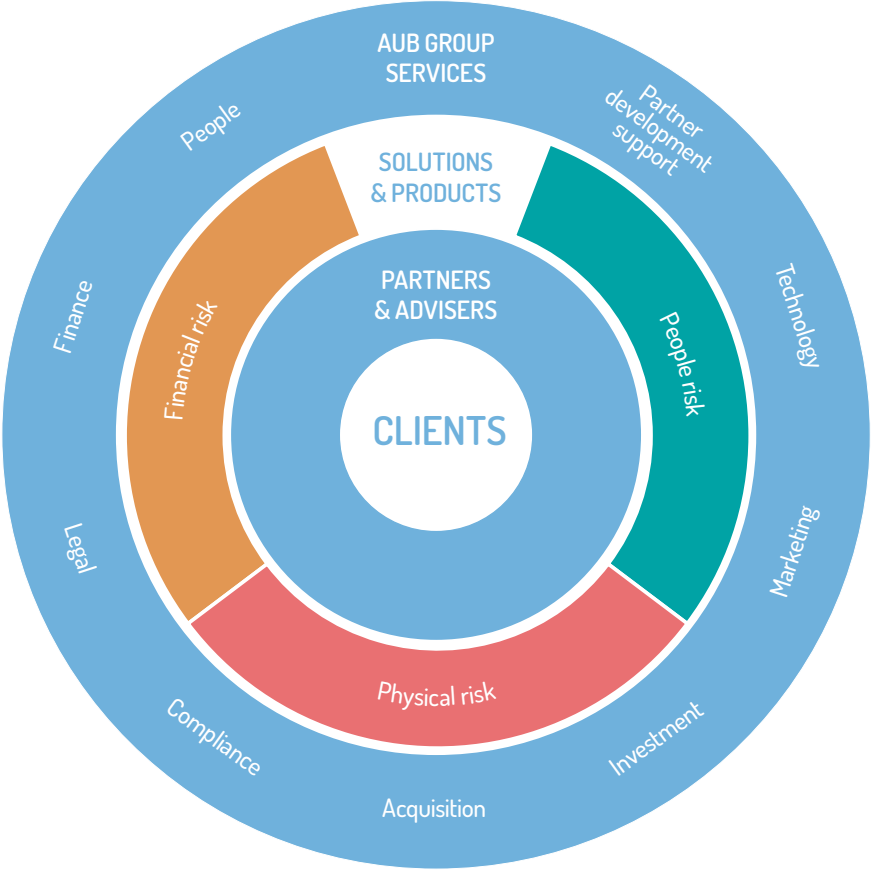 AUB GROUP
SERVICES
Partner
development
support
Technology
Marketing
Investment
Acquisition
Compliance
Legal
Finance
People
SOLUTIONS
& PRODUCTS
People risk
Physical risk
Financial risk
PARTNERS
& ADVISERS
CLIENTS